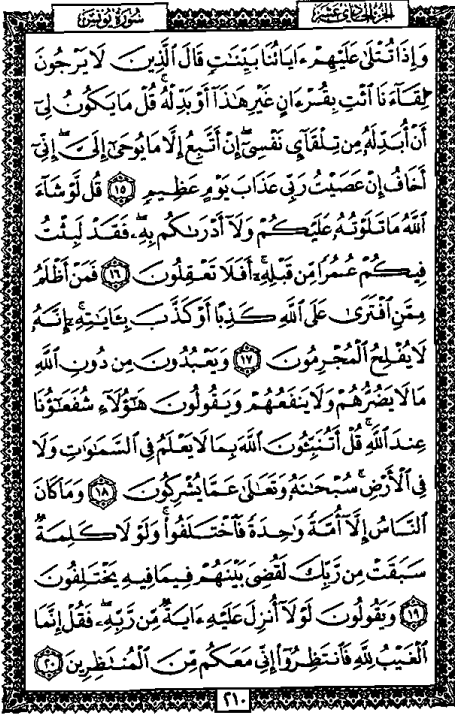 سُورَةُ يُونُسَ
الجزء الحادي عشر
وَإِذَا تُتْلَىٰ عَلَيْهِمْ ءَايَاتُنَا بَيِّنَٰتٍ قَالَ ٱلَّذِينَ لَا يَرْجُونَ
لِقَآءَنَا ٱئْتِ بِقُرْءَانٍ غَيْرِ هَٰذَآ أَوْ بَدِّلْهُ ۚ قُلْ مَا يَكُونُ لِىٓ
أَنْ أُبَدِّلَهُۥ مِن تِلْقَآئِ نَفْسِىٓ ۖ إِنْ أَتَّبِعُ إِلَّا مَا يُوحَىٰٓ إِلَىَّ ۖ إِنِّىٓ
أَخَافُ إِنْ عَصَيْتُ رَبِّى عَذَابَ يَوْمٍ عَظِيمٍ ١٥ قُل لَّوْ شَآءَ
ٱللَّهُ مَا تَلَوْتُهُۥ عَلَيْكُمْ وَلَآ أَدْرَىٰكُم بِهِۦ ۖ فَقَدْ لَبِثْتُ
فِيكُمْ عُمُرًا مِّن قَبْلِهِۦٓ ۚ أَفَلَا تَعْقِلُونَ ١٦ فَمَنْ أَظْلَمُ
مِمَّنِ ٱفْتَرَىٰ عَلَى ٱللَّهِ كَذِبًا أَوْ كَذَّبَ بِـَٔايَٰتِهِۦٓ ۚ إِنَّهُۥ
لَا يُفْلِحُ ٱلْمُجْرِمُونَ ١٧ وَيَعْبُدُونَ مِن دُونِ ٱللَّهِ
مَا لَا يَضُرُّهُمْ وَلَا يَنفَعُهُمْ وَيَقُولُونَ هَٰٓؤُلَآءِ شُفَعَٰٓؤُنَا
عِندَ ٱللَّهِ ۚ قُلْ أَتُنَبِّـُٔونَ ٱللَّهَ بِمَا لَا يَعْلَمُ فِى ٱلسَّمَٰوَٰتِ وَلَا
فِى ٱلْأَرْضِ ۚ سُبْحَٰنَهُۥ وَتَعَٰلَىٰ عَمَّا يُشْرِكُونَ ١٨ وَمَا كَانَ
ٱلنَّاسُ إِلَّآ أُمَّةً وَٰحِدَةً فَٱخْتَلَفُوا۟ ۚ وَلَوْلَا كَلِمَةٌ
سَبَقَتْ مِن رَّبِّكَ لَقُضِىَ بَيْنَهُمْ فِيمَا فِيهِ يَخْتَلِفُونَ
١٩ وَيَقُولُونَ لَوْلَآ أُنزِلَ عَلَيْهِ ءَايَةٌ مِّن رَّبِّهِۦ ۖ فَقُلْ إِنَّمَا
ٱلْغَيْبُ لِلَّهِ فَٱنتَظِرُوٓا۟ إِنِّى مَعَكُم مِّنَ ٱلْمُنتَظِرِينَ ٢٠
٢١٠